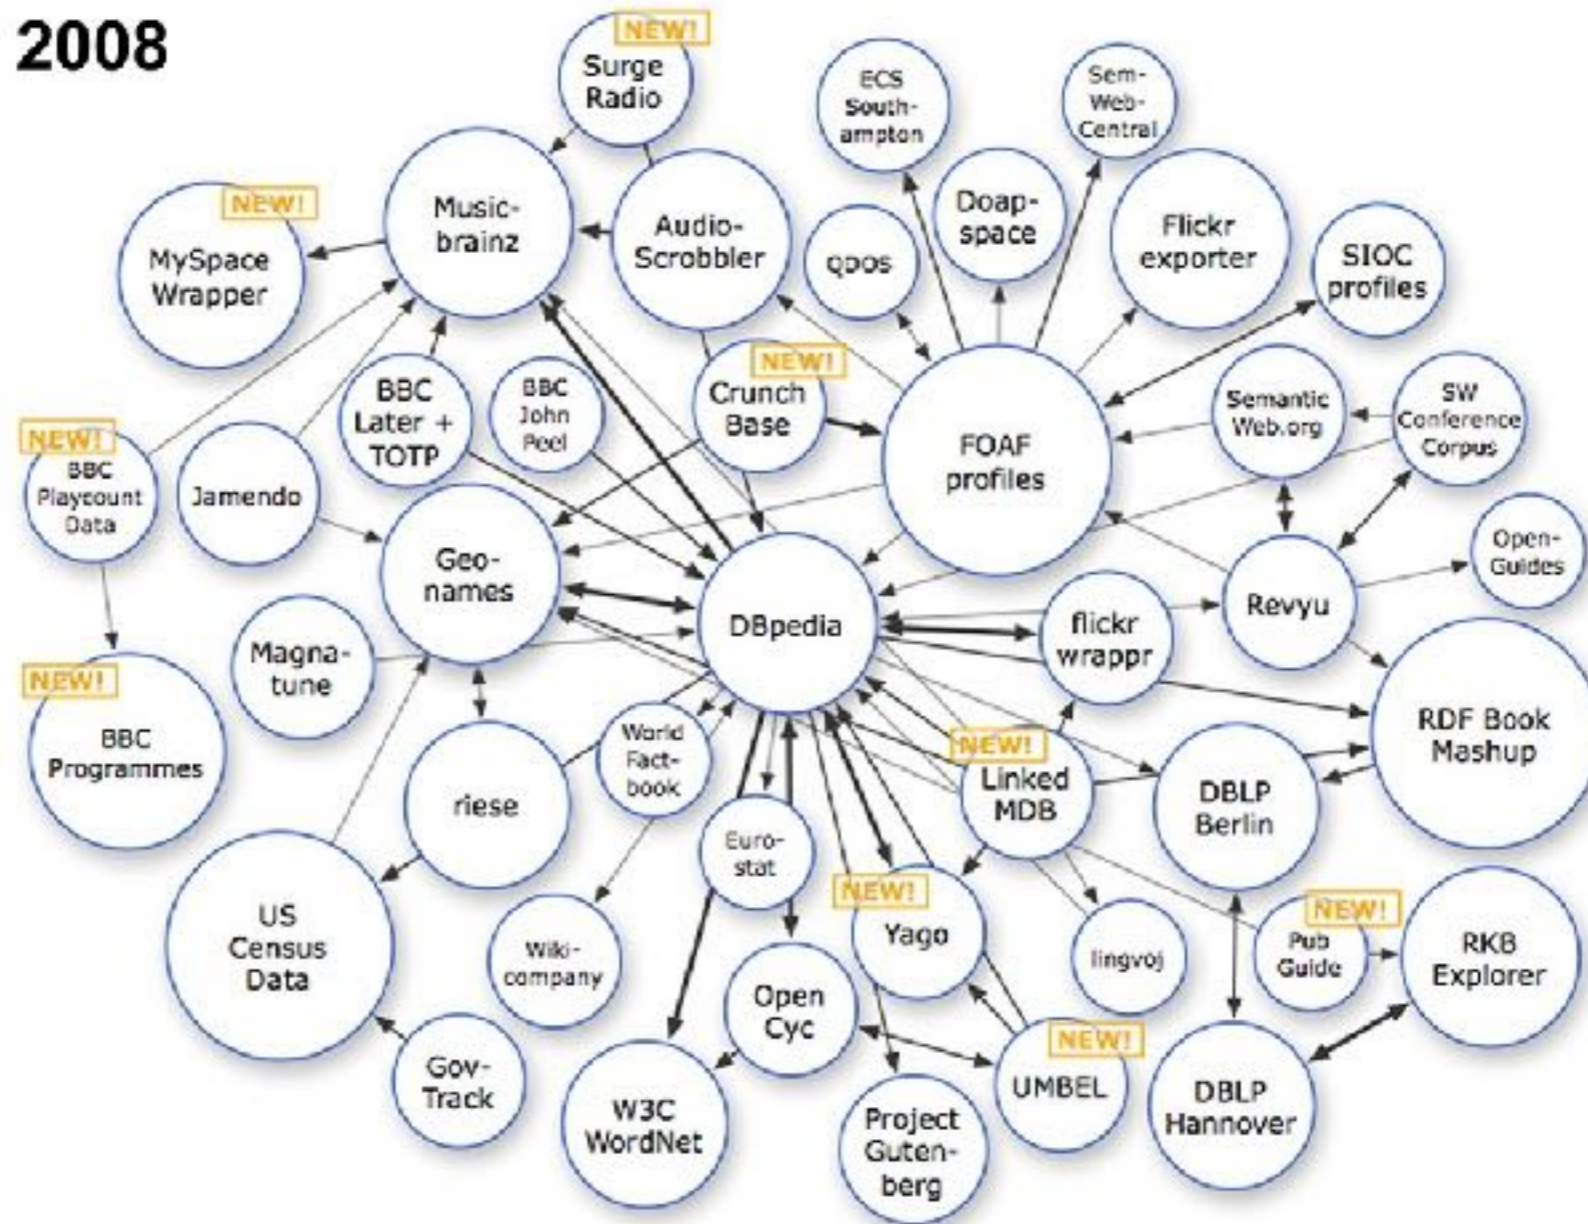 2008
NEW!
Surge
Radio
ECS
South-
ampton
Sem-
Web-
Central
Music-
brainz
NEW!
MySpace
Wrapper
Audio-
Scrobbler
QDOS
Doap-
space
Flickr
exporter
SIOC
profiles
BBC
Later +
TOTP
BBC
John
Peel
NEW!
Crunch
Base
FOAF
profiles
Semantic
Web.org
SW
Conference
Corpus
NEW!
BBC
Playcount
Data
Jamendo
Geo-
names
DBpedia
flickr
wrappr
Revyu
Open-
Guides
Magna-
tune
NEW!
BBC
Programmes
riese
World
Fact-
book
NEW!
Linked
MDB
DBLP
Berlin
RDF Book
Mashup
US
Census
Data
Euro-
stat
Wiki-
company
NEW!
Yago
lingvoj
NEW!
Pub
Guide
RKB
Explorer
Gov-
Track
W3C
WordNet
Open
Cyc
Project
Guten-
berg
NEW!
UMBEL
DBLP
Hannover